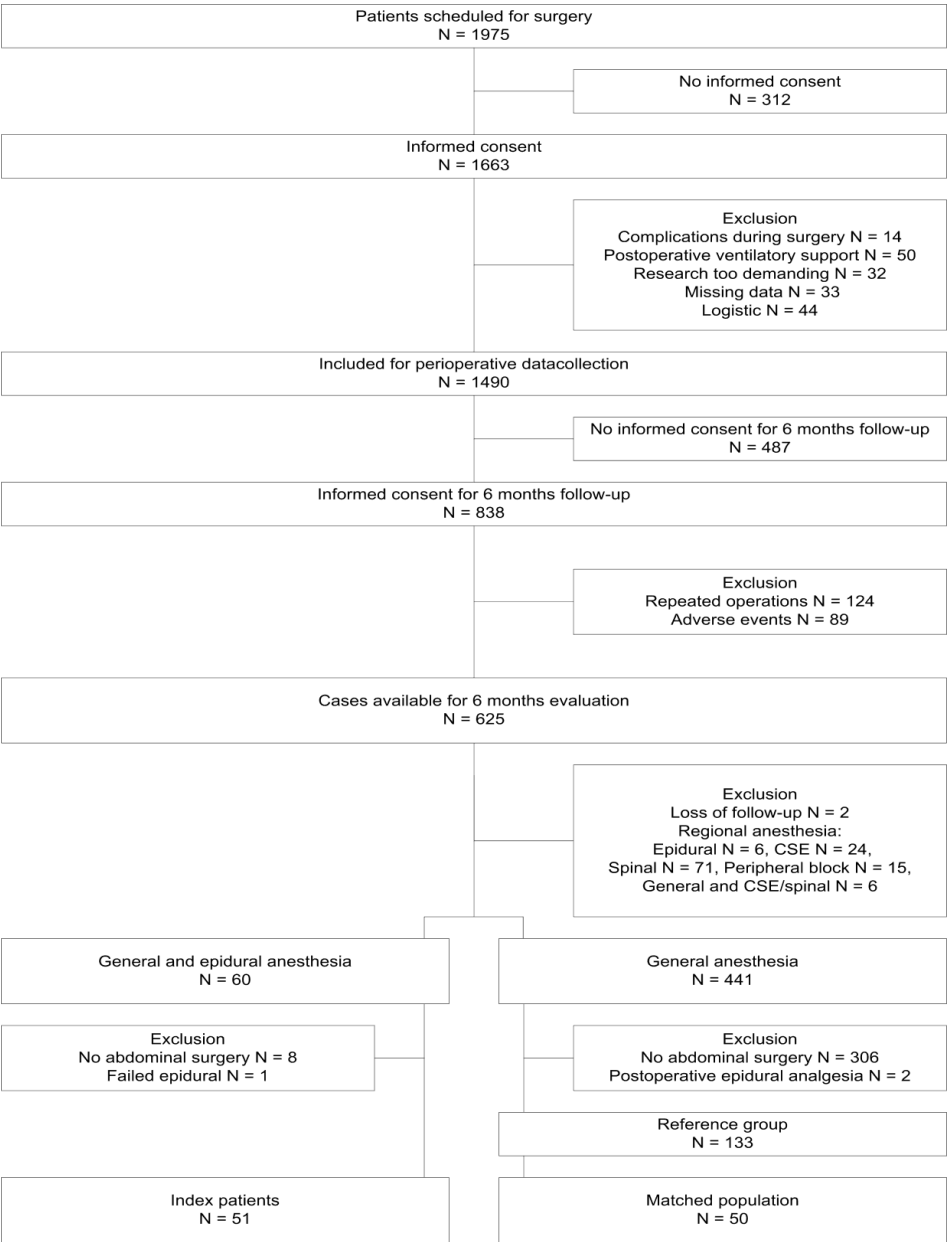 Patients scheduled for surgery
N = 1975
No informed consent
N = 312
Informed consent
N = 1663
Exclusion
Complications during surgery N = 14
Postoperative ventilatory support N = 50
Research too demanding N = 32
Missing data N = 33
Logistic N = 44
Included for perioperative datacollection
N = 1490
No informed consent for 6 months follow-up
N = 487
Informed consent for 6 months follow-up
N = 838
Exclusion
Repeated operations N = 124
Adverse events N = 89
Cases available for 6 months evaluation
N = 625
Exclusion
Loss of follow-up N = 2
Regional anesthesia:
Epidural N = 6, CSE N = 24,
Spinal N = 71, Peripheral block N = 15,
General and CSE/spinal N = 6
General and epidural anesthesia
N = 60
General anesthesia
N = 441
Exclusion
No abdominal surgery N = 8
Failed epidural N = 1
Exclusion
No abdominal surgery N = 306
Postoperative epidural analgesia N = 2
Reference group
N = 133
Index patients
N = 51
Matched population
N = 50